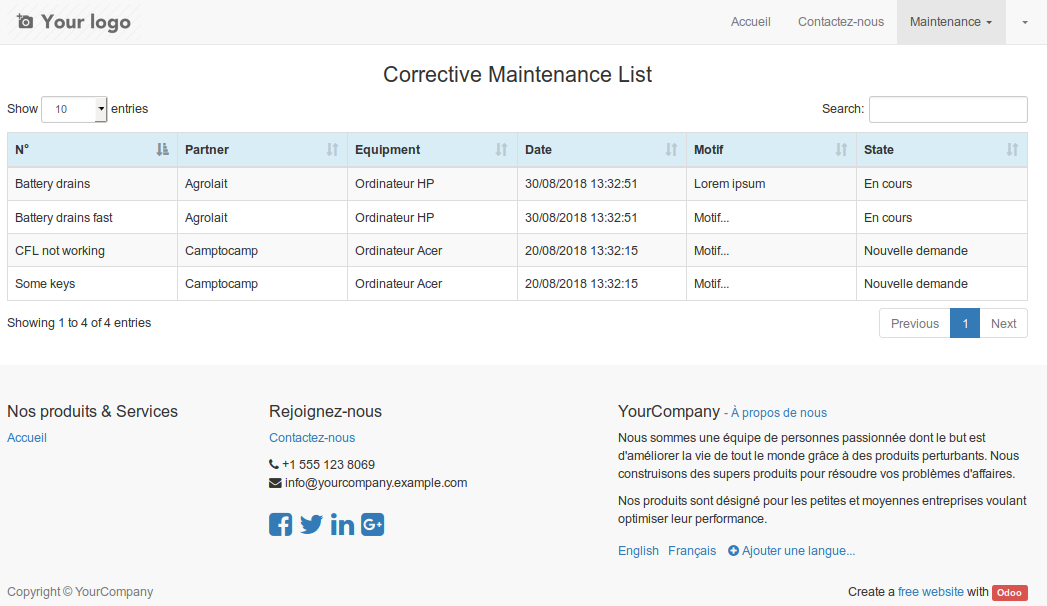 Your logo
Accueil Contactez-nous Maintenance
Corrective Maintenance List
Show 10 entries Search:
N° Partner Equipment Date Motif State
Battery drains Agrolait Ordinateur HP 30/08/2018 13:32:51 Lorem ipsum En cours
Battery drains fast Agrolait Ordinateur HP 30/08/2018 13:32:51 Motif... En cours
CFL not working Camptocamp Ordinateur Acer 20/08/2018 13:32:15 Motif... Nouvelle demande
Some keys Camptocamp Ordinateur Acer 20/08/2018 13:32:15 Motif... Nouvelle demande
Showing 1 to 4 of 4 entries Previous 1 Next
Nos produits & Services
Accueil
Rejoignez-nous
Contactez-nous
+1 555 123 8069
info@yourcompany.example.com
YourCompany - À propos de nous
Nous sommes une équipe de personnes passionnée dont le but est
d'améliorer la vie de tout le monde grâce à des produits perturbants. Nous
construisons des supers produits pour résoudre vos problèmes d'affaires.
Nos produits sont désigné pour les petites et moyennes entreprises voulant
optimiser leur performance.
English Français Ajouter une langue...
Copyright © YourCompany
Create a free website with Odoo